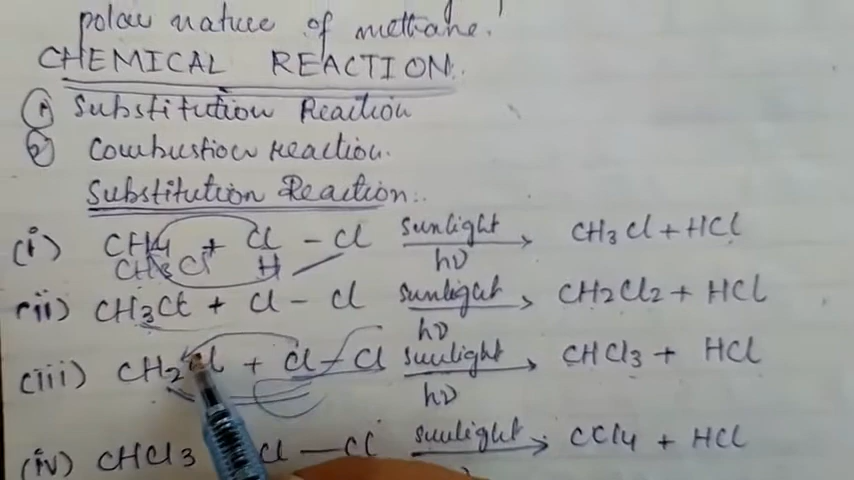 polar nature of methane.
CHEMICAL REACTION.
① Substitution Reaction
② Combustion reaction.
Substitution Reaction:
(i) CH4 + Cl - Cl sunlight hν → CH3Cl + HCl
CH3Cl H
(ii) CH3Cl + Cl - Cl sunlight hν → CH2Cl2 + HCl
(iii) CH2Cl + Cl - Cl sunlight hν → CHCl3 + HCl
(iv) CHCl3 Cl - Cl sunlight → CCl4 + HCl